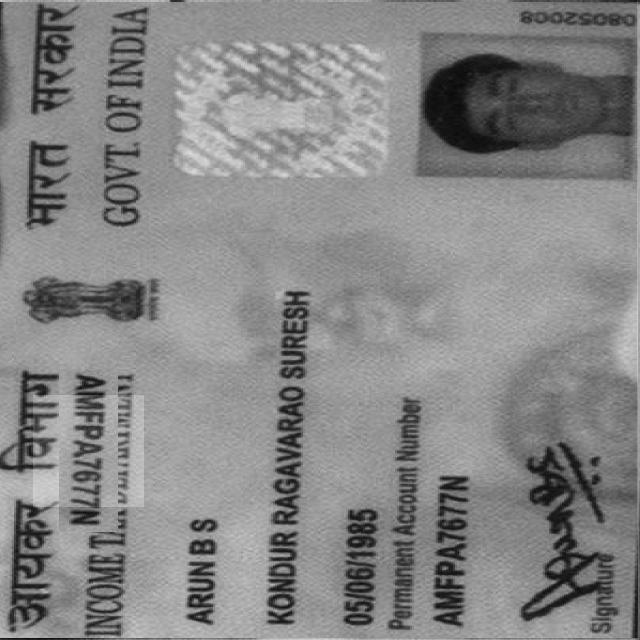 आयकर विभाग
भारत सरकार
INCOME
GOVT. OF INDIA
AMFPA7677N
ARUN B S
KONDUR RAGAVARAO SURESH
05/06/1985
Permanent Account Number
AMFPA7677N
Signature
08052008